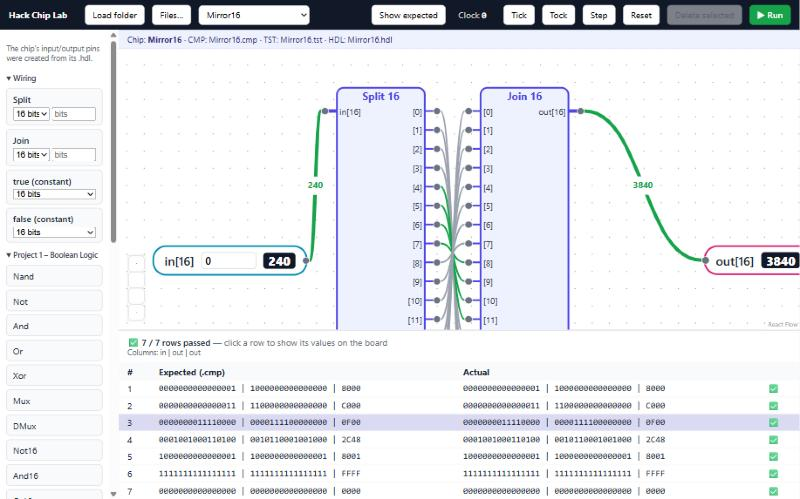 Hack Chip Lab
Load folder
Files...
Mirror16
Show expected
Clock 0
Tick
Tock
Step
Reset
Delete selected
▶ Run
The chip's input/output pins
were created from its .hdl.
▾ Wiring
Split
16 bits
bits
Join
16 bits
bits
true (constant)
16 bits
false (constant)
16 bits
▾ Project 1 – Boolean Logic
Nand
Not
And
Or
Xor
Mux
DMux
Not16
And16
Chip: Mirror16 · CMP: Mirror16.cmp · TST: Mirror16.tst · HDL: Mirror16.hdl
Split 16
in[16]
[0]
[1]
[2]
[3]
[4]
[5]
[6]
[7]
[8]
[9]
[10]
[11]
Join 16
[0]
[1]
[2]
[3]
[4]
[5]
[6]
[7]
[8]
[9]
[10]
[11]
out[16]
240
3840
in[16] 0 240
out[16] 3840
React Flow
7 / 7 rows passed — click a row to show its values on the board
Columns: in | out | out
# Expected (.cmp) Actual
1 0000000000000001 | 1000000000000000 | 8000 0000000000000001 | 1000000000000000 | 8000
2 0000000000000011 | 1100000000000000 | C000 0000000000000011 | 1100000000000000 | C000
3 0000000011110000 | 0000111100000000 | 0F00 0000000011110000 | 0000111100000000 | 0F00
4 0001001000110100 | 0010110001001000 | 2C48 0001001000110100 | 0010110001001000 | 2C48
5 1000000000000001 | 1000000000000001 | 8001 1000000000000001 | 1000000000000001 | 8001
6 1111111111111111 | 1111111111111111 | FFFF 1111111111111111 | 1111111111111111 | FFFF
7 0000000000000000 | 0000000000000000 | 0000 0000000000000000 | 0000000000000000 | 0000